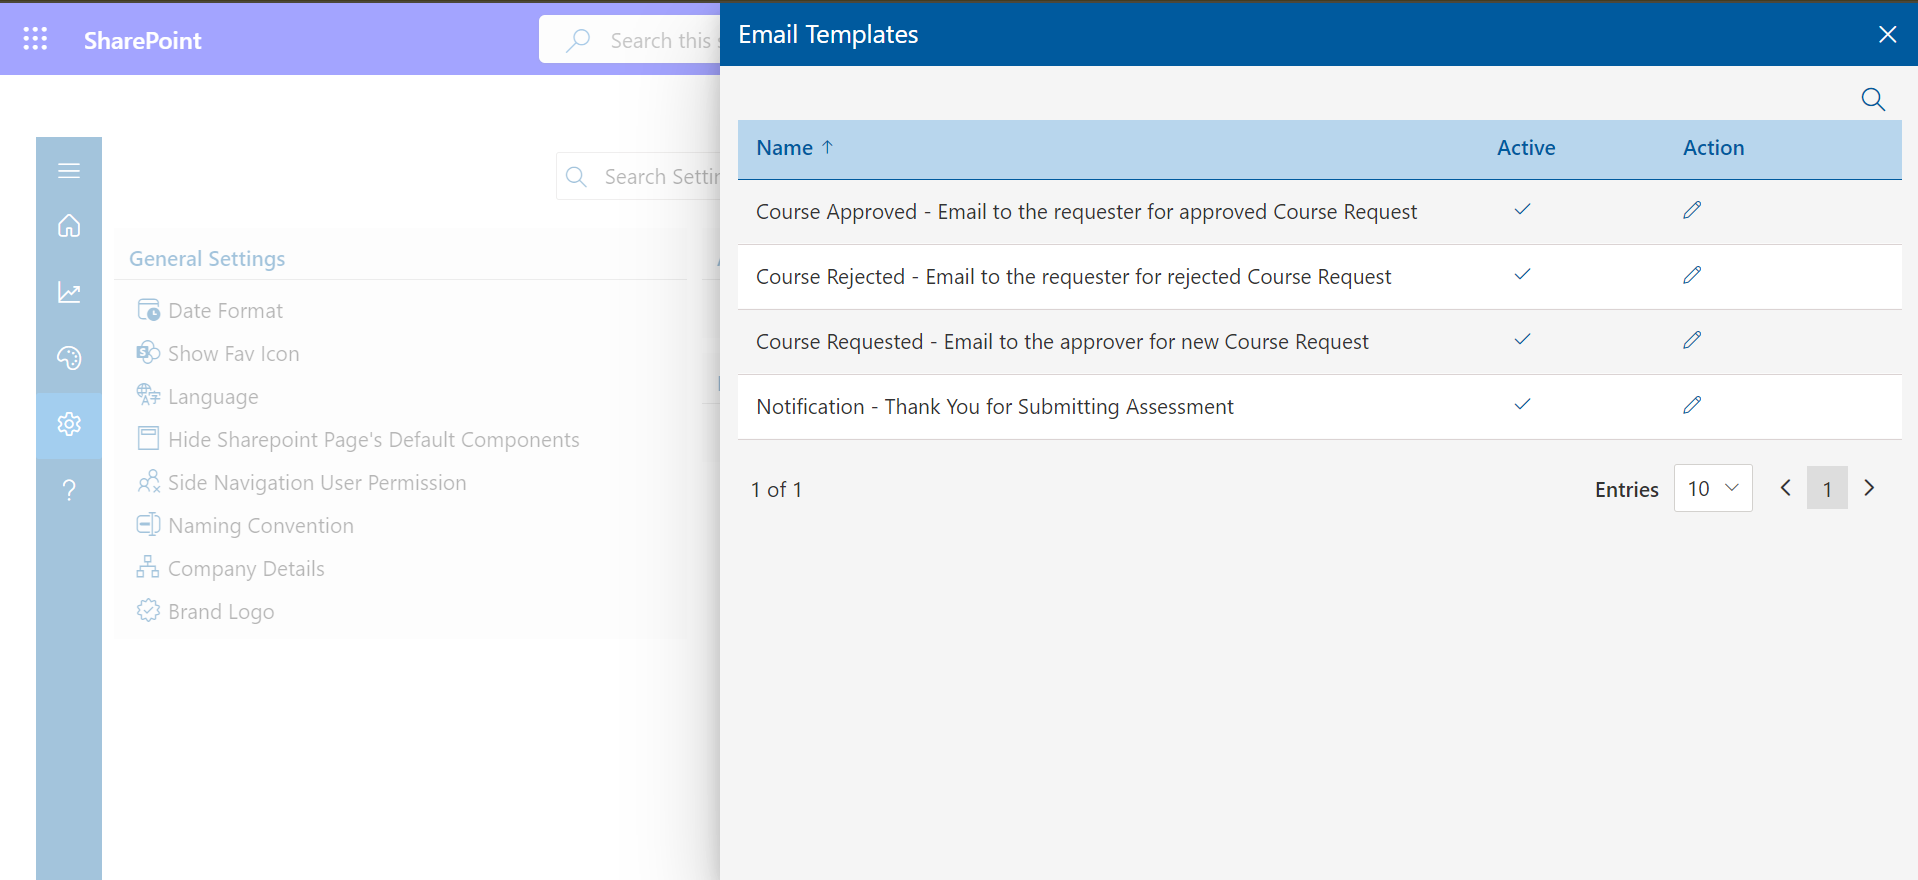 SharePoint
Search this
Email Templates
Search Settin
Name ↑ Active Action
General Settings
Date Format
Show Fav Icon
Language
Hide Sharepoint Page's Default Components
Side Navigation User Permission
Naming Convention
Company Details
Brand Logo
Course Approved - Email to the requester for approved Course Request
Course Rejected - Email to the requester for rejected Course Request
Course Requested - Email to the approver for new Course Request
Notification - Thank You for Submitting Assessment
1 of 1
Entries 10 1